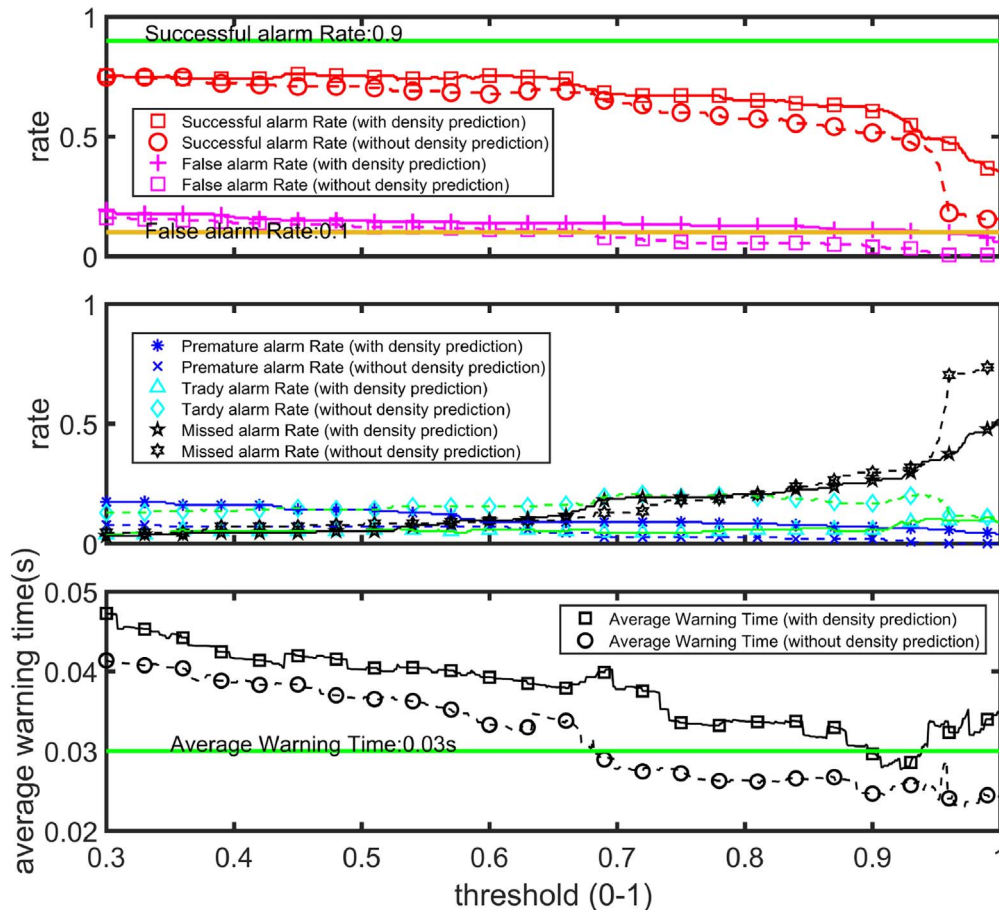 1
Successful alarm Rate:0.9
Successful alarm Rate (with density prediction)
Successful alarm Rate (without density prediction)
False alarm Rate (with density prediction)
False alarm Rate (without density prediction)
0.5
rate
False alarm Rate:0.1
0
1
Premature alarm Rate (with density prediction)
Premature alarm Rate (without density prediction)
Trady alarm Rate (with density prediction)
Tardy alarm Rate (without density prediction)
Missed alarm Rate (with density prediction)
Missed alarm Rate (without density prediction)
0.5
rate
0
0.05
Average Warning Time (with density prediction)
Average Warning Time (without density prediction)
0.04
average warning time(s)
Average Warning Time:0.03s
0.03
0.02
0.3 0.4 0.5 0.6 0.7 0.8 0.9 1
threshold (0-1)